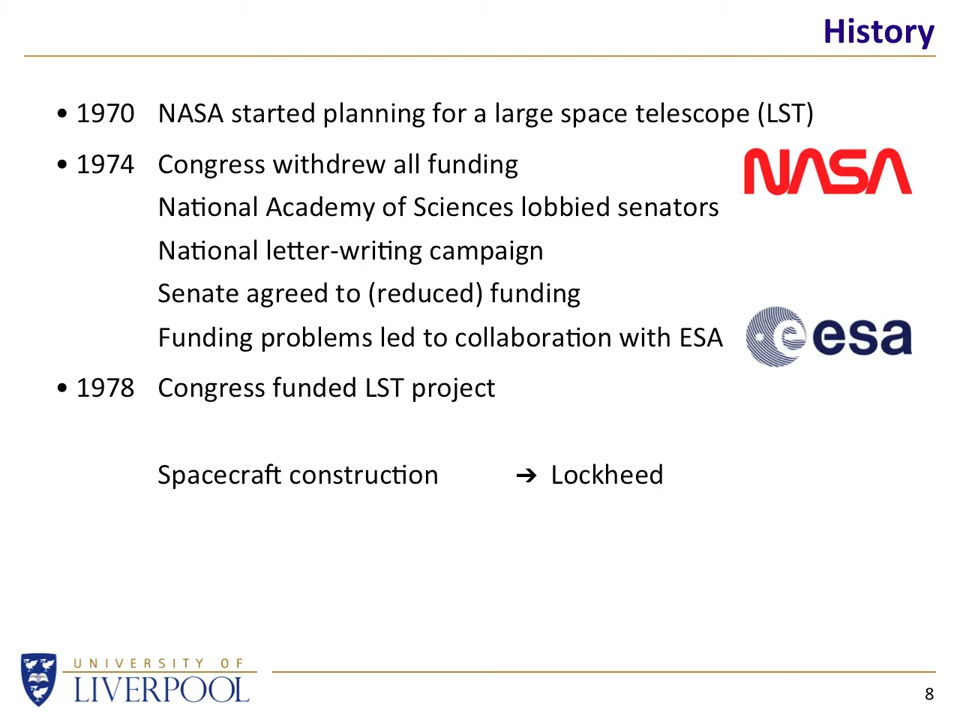 History
• 1970 NASA started planning for a large space telescope (LST)
• 1974 Congress withdrew all funding
NASA
National Academy of Sciences lobbied senators
National letter-writing campaign
Senate agreed to (reduced) funding
Funding problems led to collaboration with ESA
esa
• 1978 Congress funded LST project
Spacecraft construction ➔ Lockheed
UNIVERSITY OF
LIVERPOOL
8